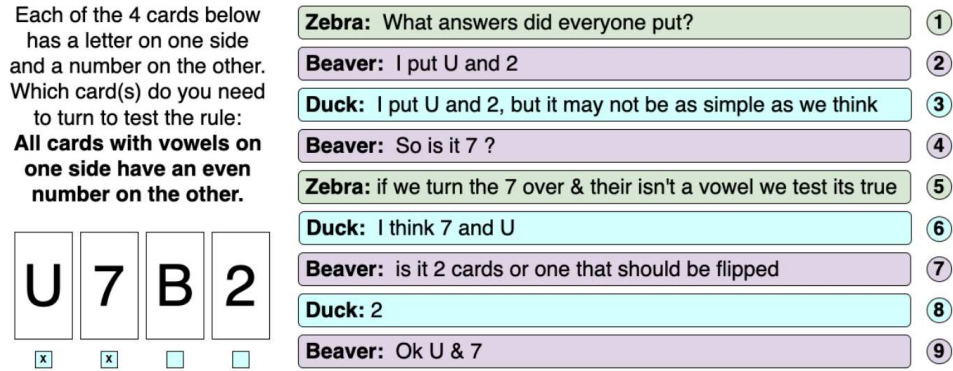 Each of the 4 cards below
has a letter on one side
and a number on the other.
Which card(s) do you need
to turn to test the rule:
All cards with vowels on
one side have an even
number on the other.
U 7 B 2
x x
Zebra: What answers did everyone put? 1
Beaver: I put U and 2 2
Duck: I put U and 2, but it may not be as simple as we think 3
Beaver: So is it 7 ? 4
Zebra: if we turn the 7 over & their isn't a vowel we test its true 5
Duck: I think 7 and U 6
Beaver: is it 2 cards or one that should be flipped 7
Duck: 2 8
Beaver: Ok U & 7 9